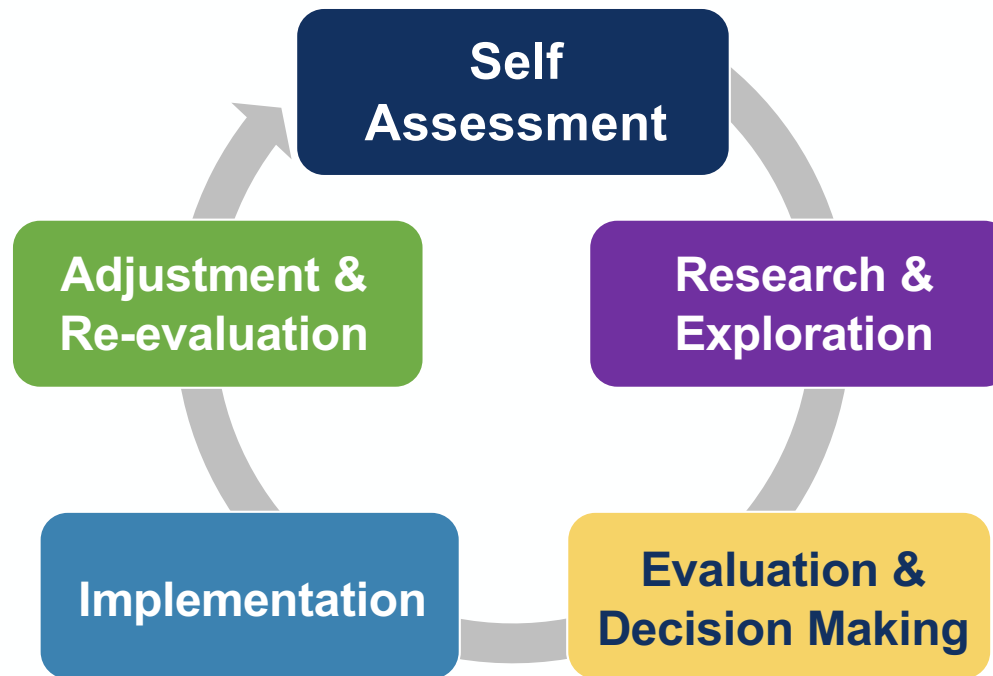 Self
Assessment
Research &
Exploration
Evaluation &
Decision Making
Implementation
Adjustment &
Re-evaluation